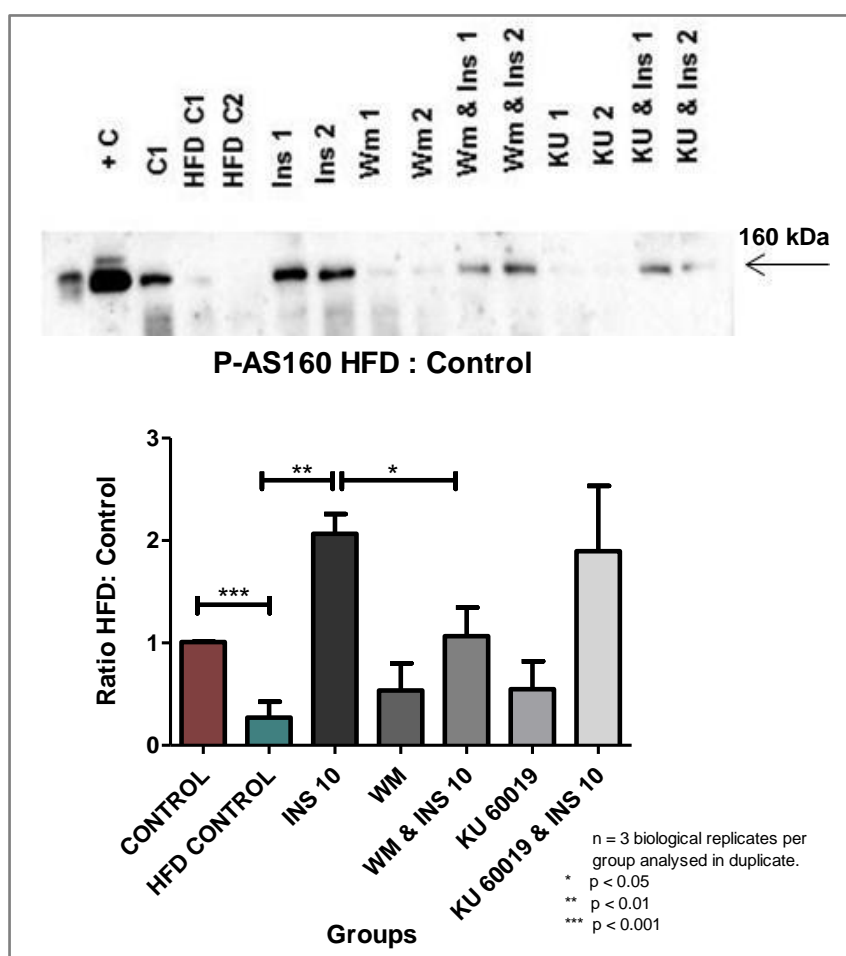 + C
C1
HFD C1
HFD C2
Ins 1
Ins 2
Wm 1
Wm 2
Wm & Ins 1
Wm & Ins 2
KU 1
KU 2
KU & Ins 1
KU & Ins 2
160 kDa
P-AS160 HFD : Control
Ratio HFD: Control
3
2
1
0
***
**
*
CONTROL
HFD CONTROL
INS 10
WM
WM & INS 10
KU 60019
KU 60019 & INS 10
Groups
n = 3 biological replicates per
group analysed in duplicate.
* p < 0.05
** p < 0.01
*** p < 0.001